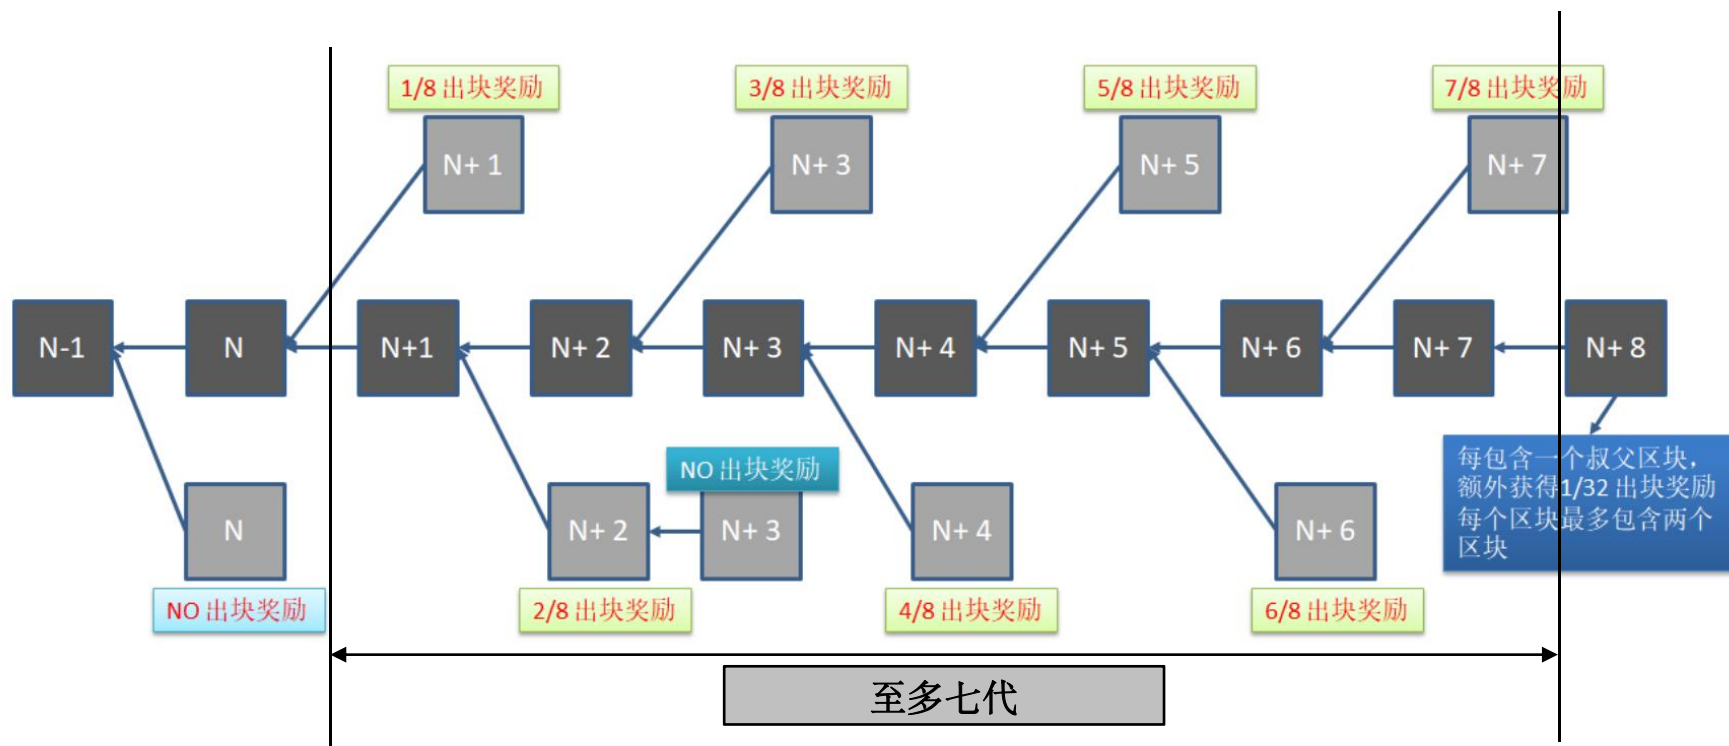 1/8 出块奖励
3/8 出块奖励
5/8 出块奖励
7/8 出块奖励
N+ 1
N+ 3
N+ 5
N+ 7
N-1
N
N+1
N+ 2
N+ 3
N+ 4
N+ 5
N+ 6
N+ 7
N+ 8
NO 出块奖励
每包含一个叔父区块，
额外获得1/32 出块奖励
每个区块最多包含两个
区块
N
N+ 2
N+ 3
N+ 4
N+ 6
NO 出块奖励
2/8 出块奖励
4/8 出块奖励
6/8 出块奖励
至多七代